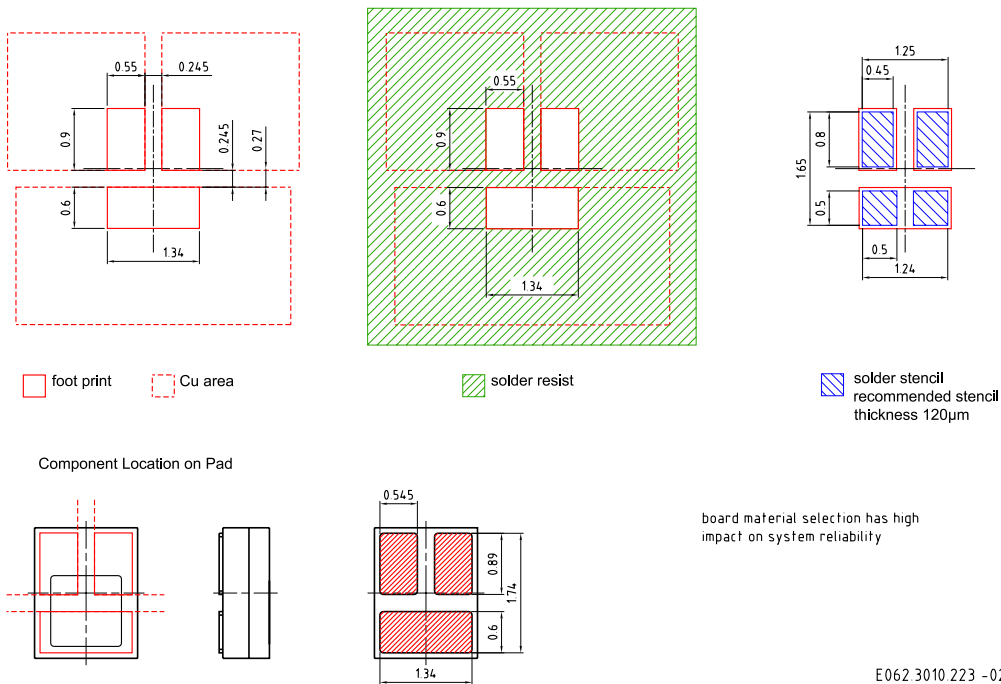 0.55
0.245
0.9
0.245
0.27
0.6
1.34
0.55
0.9
0.6
1.34
1.25
0.45
1.65
0.8
0.5
0.5
1.24
foot print
Cu area
solder resist
solder stencil
recommended stencil
thickness 120µm
Component Location on Pad
0.545
0.89
1.74
0.6
1.34
board material selection has high
impact on system reliability
E062.3010.223 -02